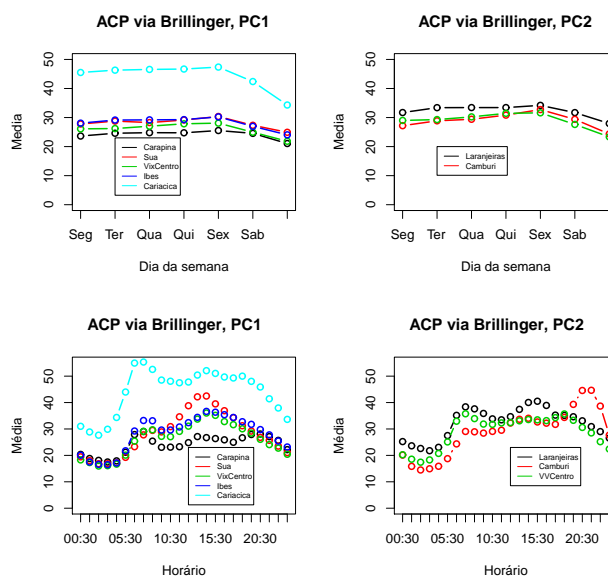 ACP via Brillinger, PC1
Média
0 10 20 30 40 50
Carapina
Sua
VixCentro
Ibes
Cariacica
Seg Ter Qua Qui Sex Sab
Dia da semana
ACP via Brillinger, PC2
Média
0 10 20 30 40 50
Laranjeiras
Camburi
Seg Ter Qua Qui Sex Sab
Dia da semana
ACP via Brillinger, PC1
Média
0 10 20 30 40 50
Carapina
Sua
VixCentro
Ibes
Cariacica
00:30 05:30 10:30 15:30 20:30
Horário
ACP via Brillinger, PC2
Média
0 10 20 30 40 50
Laranjeiras
Camburi
VVCentro
00:30 05:30 10:30 15:30 20:30
Horário